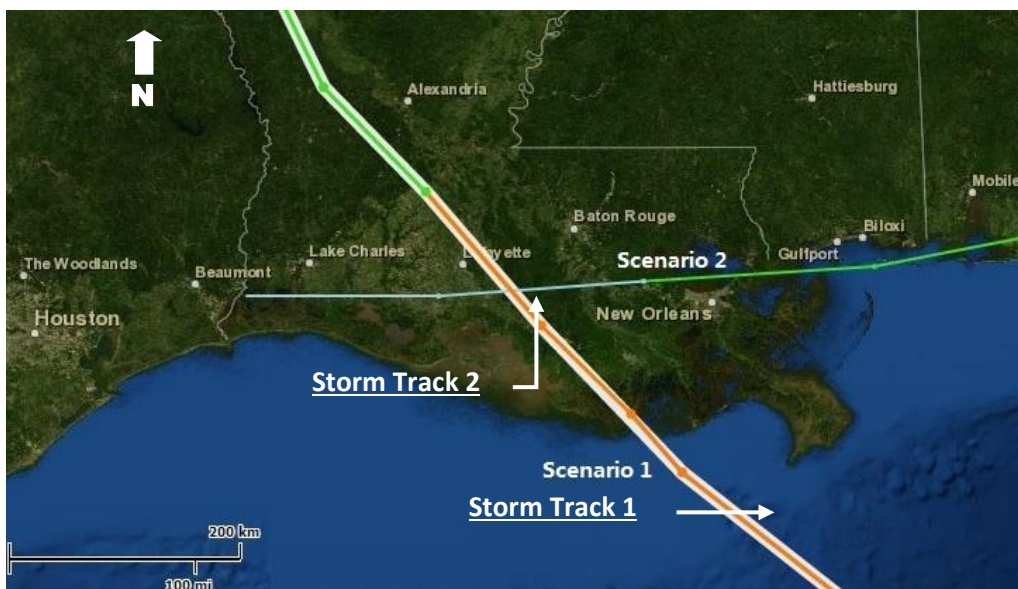 N
Alexandria
Hattiesburg
Mobile
Baton Rouge
Biloxi
Lake Charles
Gulfport
Scenario 2
The Woodlands
Beaumont
New Orleans
Houston
Storm Track 2
Scenario 1
Storm Track 1
200 km
100 mi